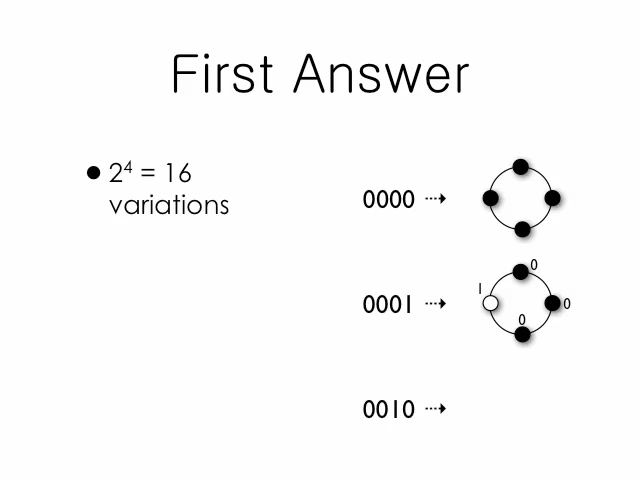 First Answer
● 2⁴ = 16
variations
0000
0
1
0001
0
0
0010